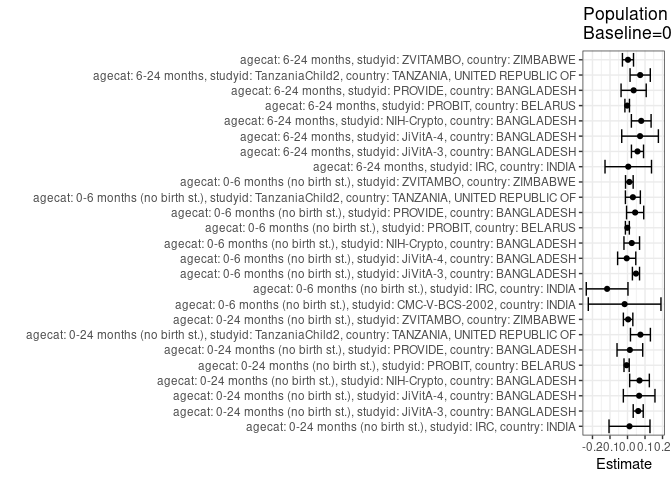 Population
Baseline=0
agecat: 6-24 months, studyid: ZVITAMBO, country: ZIMBABWE
agecat: 6-24 months, studyid: TanzaniaChild2, country: TANZANIA, UNITED REPUBLIC OF
agecat: 6-24 months, studyid: PROVIDE, country: BANGLADESH
agecat: 6-24 months, studyid: PROBIT, country: BELARUS
agecat: 6-24 months, studyid: NIH-Crypto, country: BANGLADESH
agecat: 6-24 months, studyid: JiVitA-4, country: BANGLADESH
agecat: 6-24 months, studyid: JiVitA-3, country: BANGLADESH
agecat: 6-24 months, studyid: IRC, country: INDIA
agecat: 0-6 months (no birth st.), studyid: ZVITAMBO, country: ZIMBABWE
agecat: 0-6 months (no birth st.), studyid: TanzaniaChild2, country: TANZANIA, UNITED REPUBLIC OF
agecat: 0-6 months (no birth st.), studyid: PROVIDE, country: BANGLADESH
agecat: 0-6 months (no birth st.), studyid: PROBIT, country: BELARUS
agecat: 0-6 months (no birth st.), studyid: NIH-Crypto, country: BANGLADESH
agecat: 0-6 months (no birth st.), studyid: JiVitA-4, country: BANGLADESH
agecat: 0-6 months (no birth st.), studyid: JiVitA-3, country: BANGLADESH
agecat: 0-6 months (no birth st.), studyid: IRC, country: INDIA
agecat: 0-6 months (no birth st.), studyid: CMC-V-BCS-2002, country: INDIA
agecat: 0-24 months (no birth st.), studyid: ZVITAMBO, country: ZIMBABWE
agecat: 0-24 months (no birth st.), studyid: TanzaniaChild2, country: TANZANIA, UNITED REPUBLIC OF
agecat: 0-24 months (no birth st.), studyid: PROVIDE, country: BANGLADESH
agecat: 0-24 months (no birth st.), studyid: PROBIT, country: BELARUS
agecat: 0-24 months (no birth st.), studyid: NIH-Crypto, country: BANGLADESH
agecat: 0-24 months (no birth st.), studyid: JiVitA-4, country: BANGLADESH
agecat: 0-24 months (no birth st.), studyid: JiVitA-3, country: BANGLADESH
agecat: 0-24 months (no birth st.), studyid: IRC, country: INDIA
-0.20.10.00.10.2
Estimate